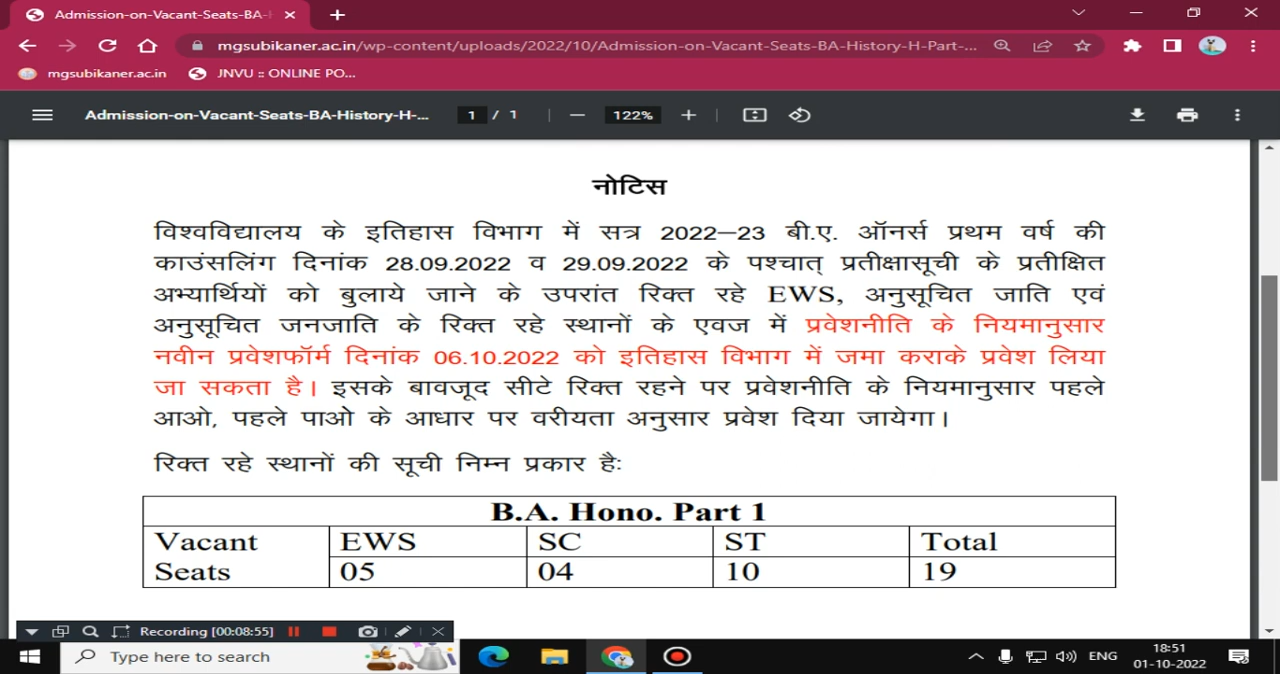 Admission-on-Vacant-Seats-BA-H
mgsubikaner.ac.in/wp-content/uploads/2022/10/Admission-on-Vacant-Seats-BA-History-H-Part-...
mgsubikaner.ac.in JNVU :: ONLINE PO...
Admission-on-Vacant-Seats-BA-History-H-... 1 / 1 122%
नोटिस
विश्वविद्यालय के इतिहास विभाग में सत्र 2022–23 बी.ए. ऑनर्स प्रथम वर्ष की
काउंसलिंग दिनांक 28.09.2022 व 29.09.2022 के पश्चात् प्रतीक्षासूची के प्रतीक्षित
अभ्यार्थियों को बुलाये जाने के उपरांत रिक्त रहे EWS, अनुसूचित जाति एवं
अनुसूचित जनजाति के रिक्त रहे स्थानों के एवज में प्रवेशनीति के नियमानुसार
नवीन प्रवेशफॉर्म दिनांक 06.10.2022 को इतिहास विभाग में जमा कराके प्रवेश लिया
जा सकता है। इसके बावजूद सीटे रिक्त रहने पर प्रवेशनीति के नियमानुसार पहले
आओ, पहले पाओ के आधार पर वरीयता अनुसार प्रवेश दिया जायेगा।
रिक्त रहे स्थानों की सूची निम्न प्रकार हैः
B.A. Hono. Part 1
Vacant EWS SC ST Total
Seats 05 04 10 19
Recording [00:08:55]
Type here to search
ENG
18:51
01-10-2022